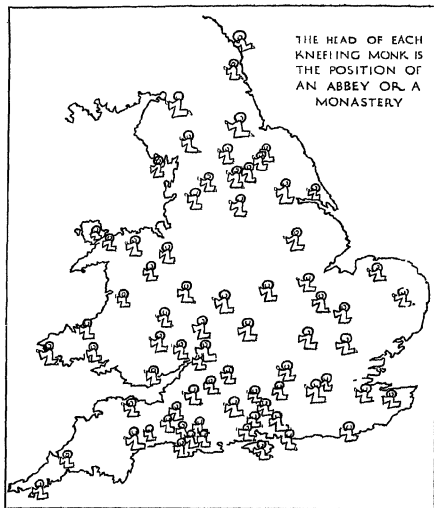 THE HEAD OF EACH
KNEELING MONK IS
THE POSITION OF
AN ABBEY OR A
MONASTERY